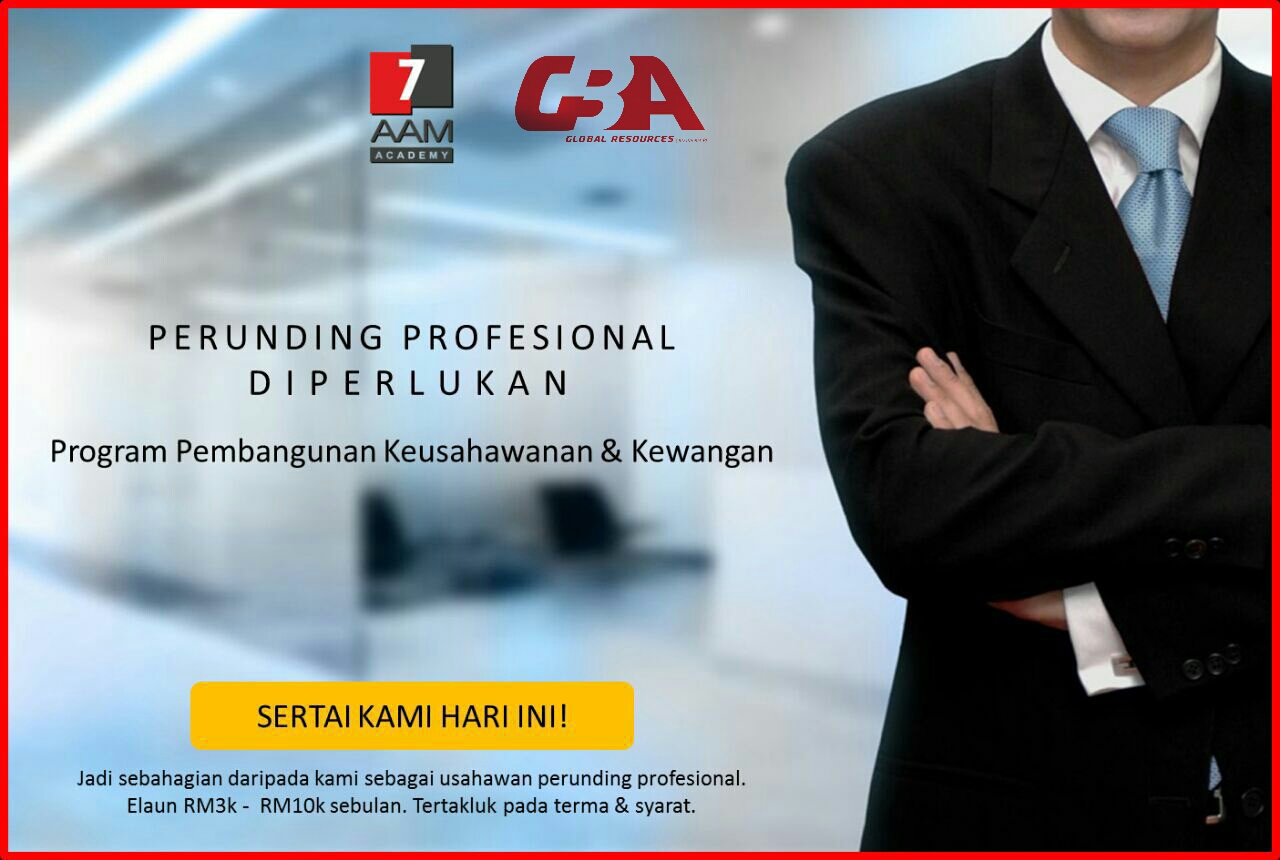 7
AAM
ACADEMY
GBA
GLOBAL RESOURCES
PERUNDING PROFESIONAL
DIPERLUKAN
Program Pembangunan Keusahawanan & Kewangan
SERTAI KAMI HARI INI!
Jadi sebahagian daripada kami sebagai usahawan perunding profesional.
Elaun RM3k - RM10k sebulan. Tertakluk pada terma & syarat.